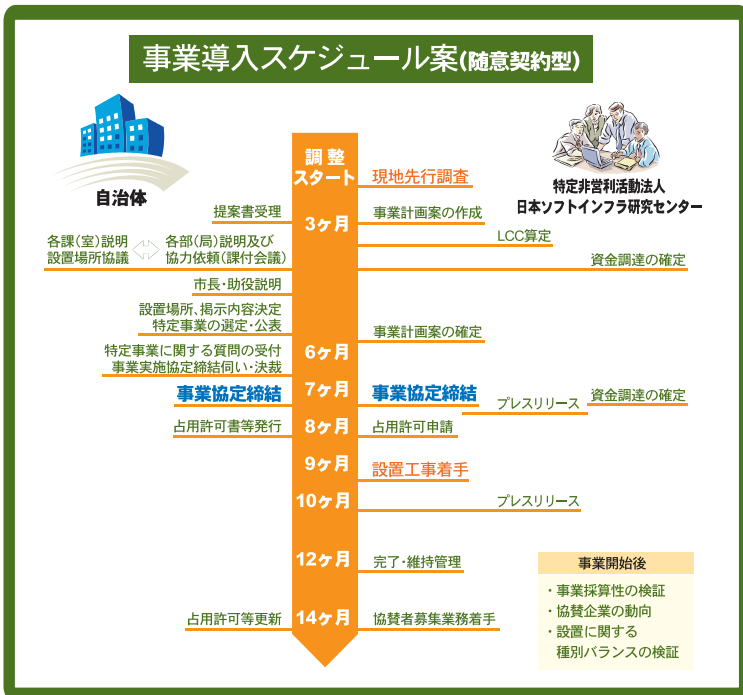 事業導入スケジュール案(随意契約型)
自治体
特定非営利活動法人
日本ソフトインフラ研究センター
調整
スタート
現地先行調査
提案書受理
3ヶ月
事業計画案の作成
LCC算定
各課(室)説明
設置場所協議
各部(局)説明及び
協力依頼(課付会議)
資金調達の確定
市長・助役説明
設置場所、掲示内容決定
特定事業の選定・公表
事業計画案の確定
6ヶ月
特定事業に関する質問の受付
事業実施協定締結伺い・決裁
7ヶ月
事業協定締結
事業協定締結
プレスリリース
資金調達の確定
占用許可書等発行
8ヶ月
占用許可申請
9ヶ月
設置工事着手
10ヶ月
プレスリリース
12ヶ月
完了・維持管理
占用許可等更新
14ヶ月
協賛者募集業務着手
事業開始後
・事業採算性の検証
・協賛企業の動向
・設置に関する
種別バランスの検証